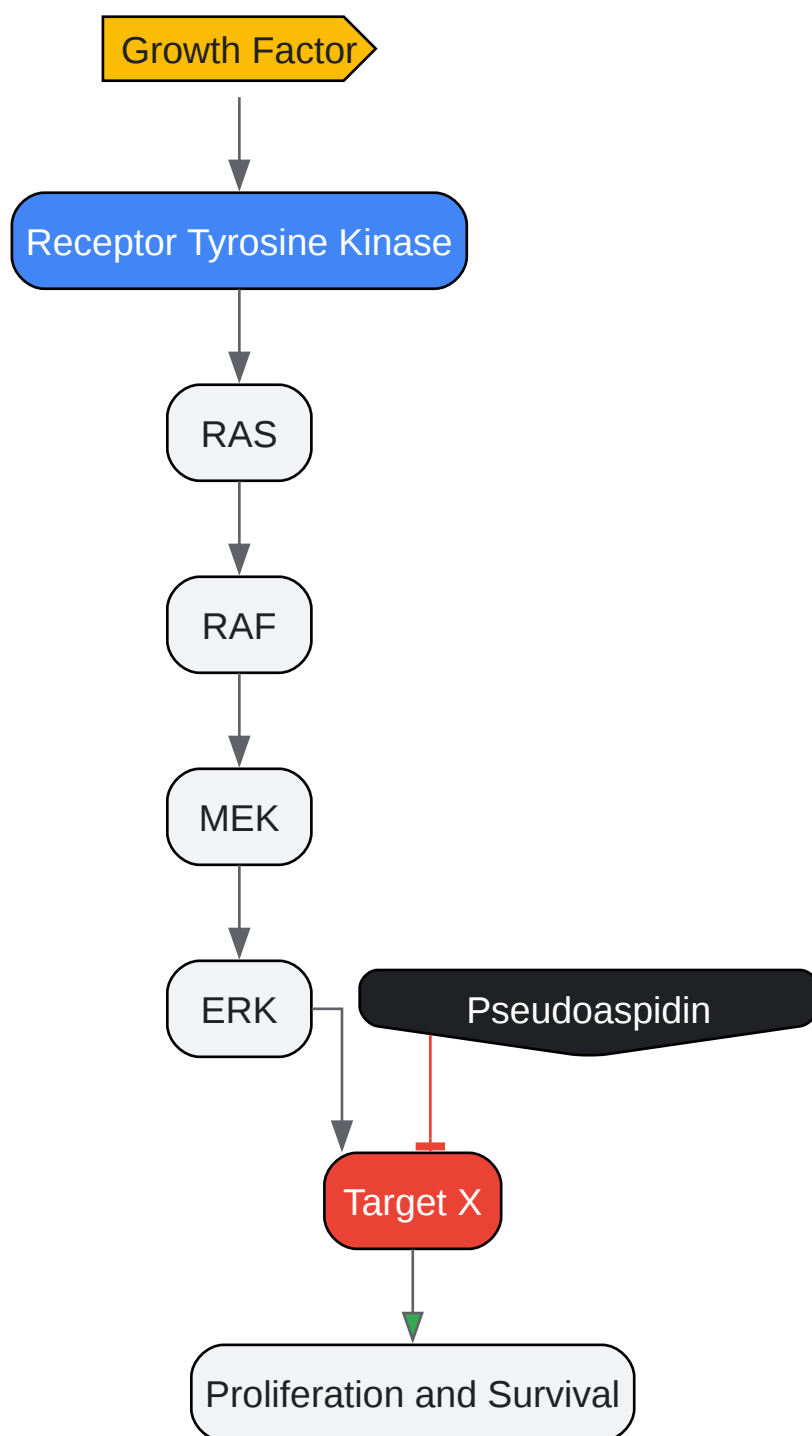 Growth Factor
Receptor Tyrosine Kinase
RAS
RAF
MEK
ERK
Pseudoaspidin
Target X
Proliferation and Survival